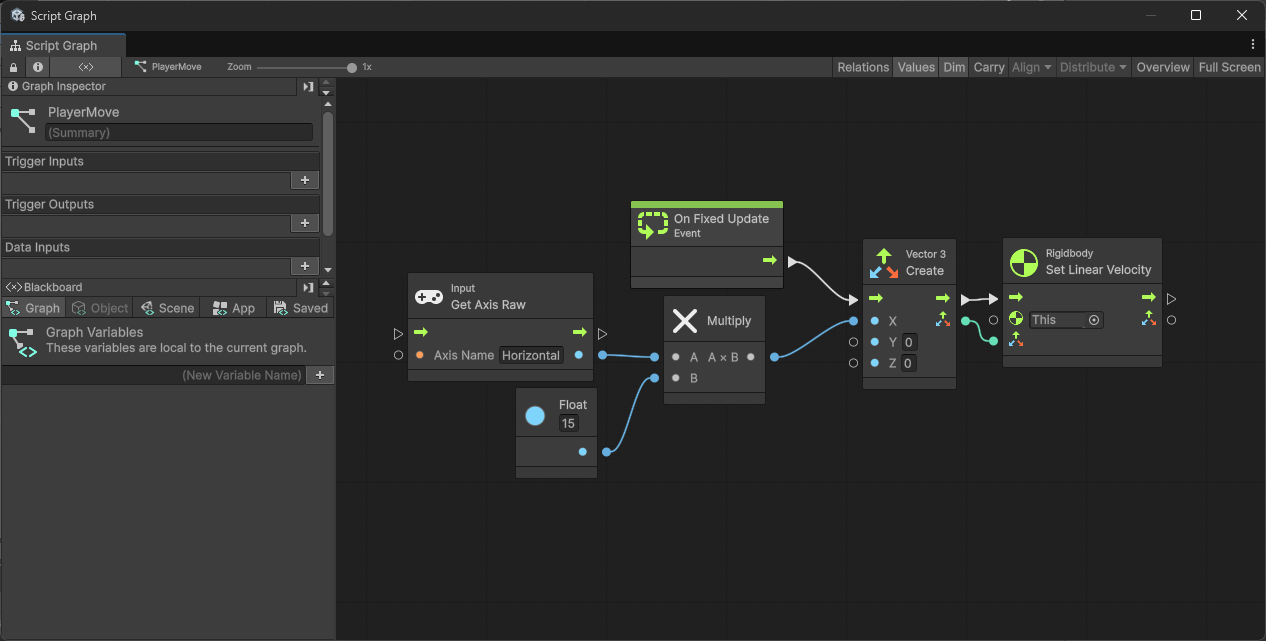 Script Graph
Script Graph
PlayerMove
Zoom
1x
Relations
Values
Dim
Carry
Align
Distribute
Overview
Full Screen
Graph Inspector
PlayerMove
(Summary)
Trigger Inputs
+
Trigger Outputs
+
Data Inputs
+
Blackboard
Graph
Object
Scene
App
Saved
Graph Variables
These variables are local to the current graph.
(New Variable Name)
+
On Fixed Update
Event
Input
Get Axis Raw
Axis Name Horizontal
Float
15
Multiply
A A × B
B
Vector 3
Create
X
Y 0
Z 0
Rigidbody
Set Linear Velocity
This